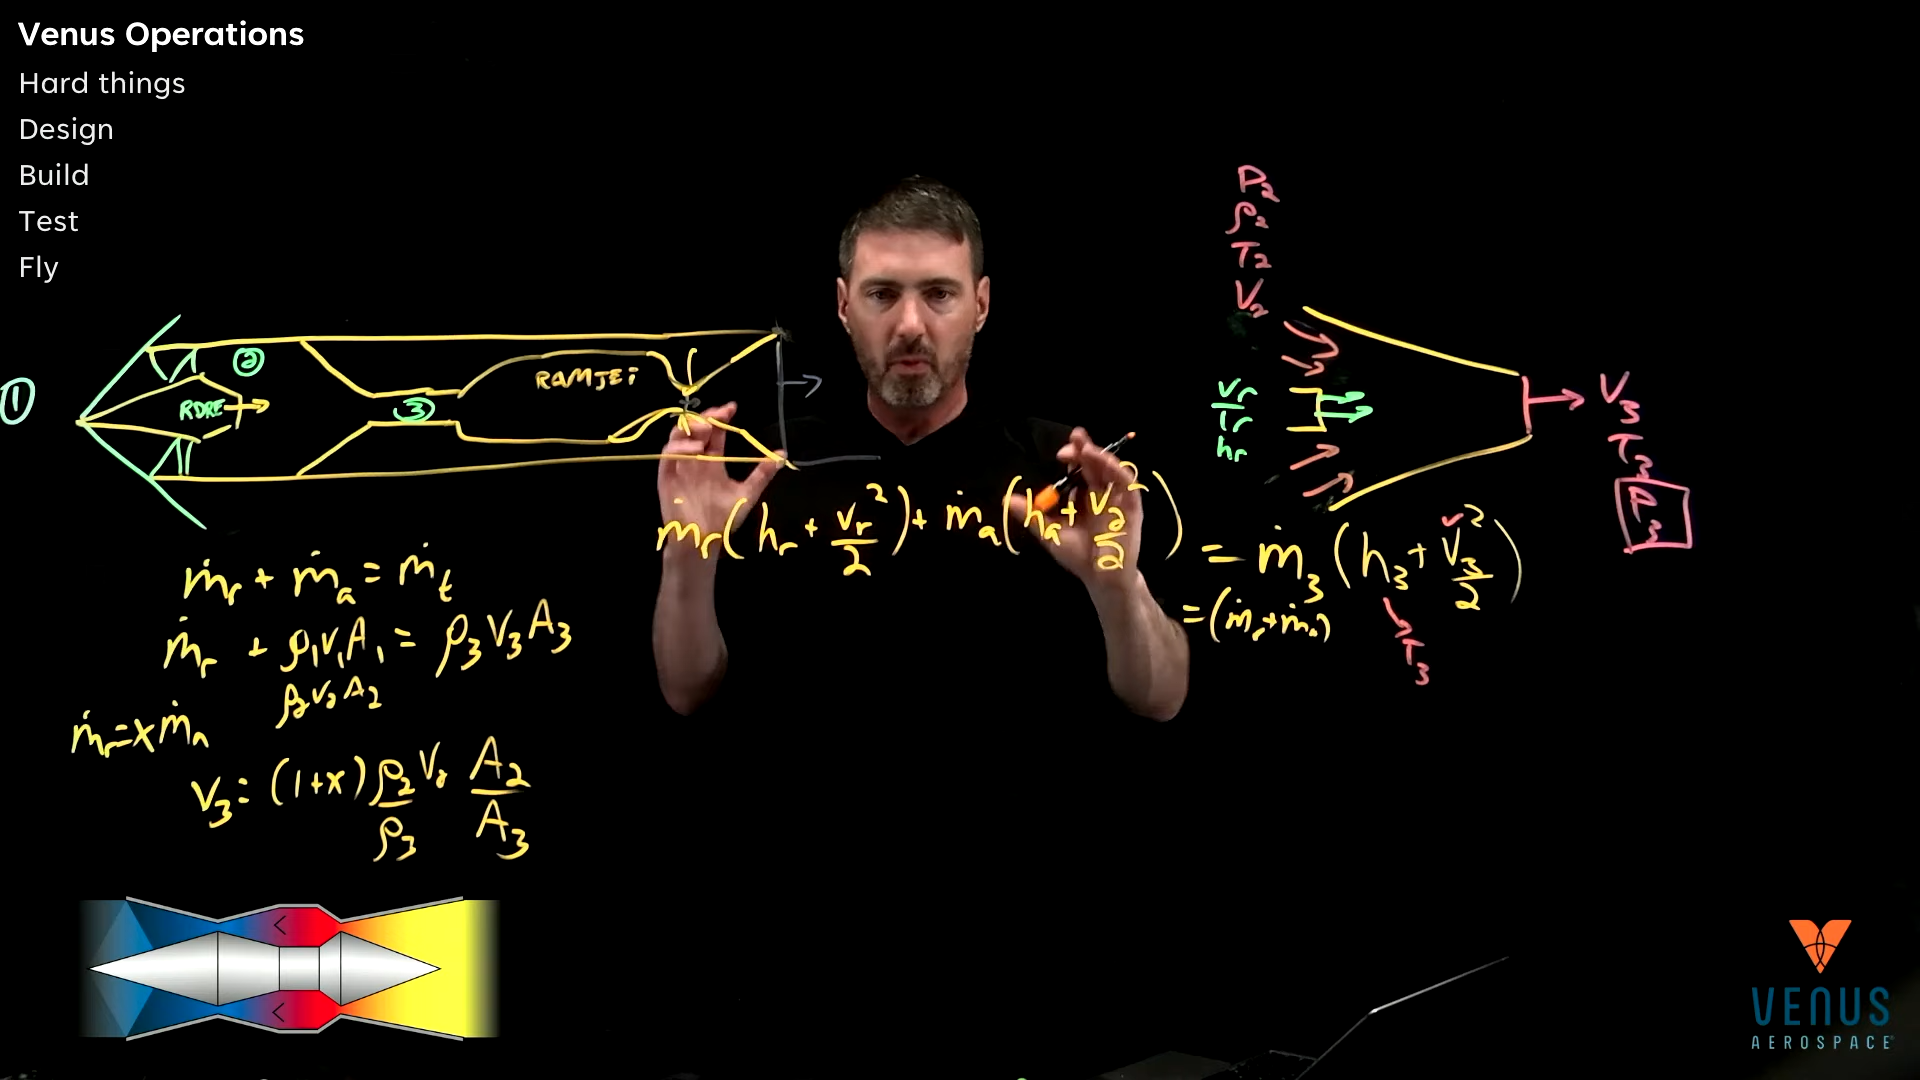 Venus Operations
Hard things
Design
Build
Test
Fly
①
②
RDRE
③
RAMJET
P₂
ρ₂
T₂
V₂
Vr
Tr
hr
V₃
T₃
P₃
ṁr (hr + Vr²/2) + ṁa (ha + V₂²/2) = ṁ₃ (h₃ + V₃²/2)
= (ṁr + ṁa)
T₃
ṁr + ṁa = ṁt
ṁr + ρ₁V₁A₁ = ρ₃V₃A₃
ρ₂V₂A₂
ṁr = xṁa
V₃ = (1+x) ρ₂/ρ₃ V₂ A₂/A₃
VENUS
AEROSPACE